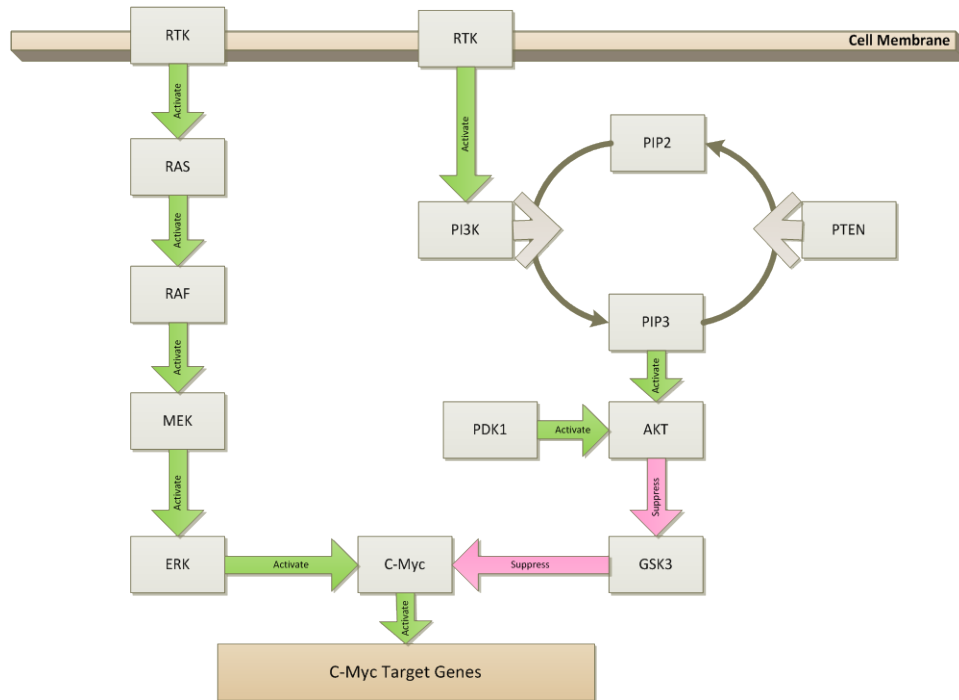 RTK
RTK
Cell Membrane
Activate
Activate
PIP2
RAS
Activate
PI3K
PTEN
RAF
PIP3
Activate
Activate
MEK
PDK1
Activate
AKT
Activate
Suppress
ERK
Activate
C-Myc
Suppress
GSK3
Activate
C-Myc Target Genes